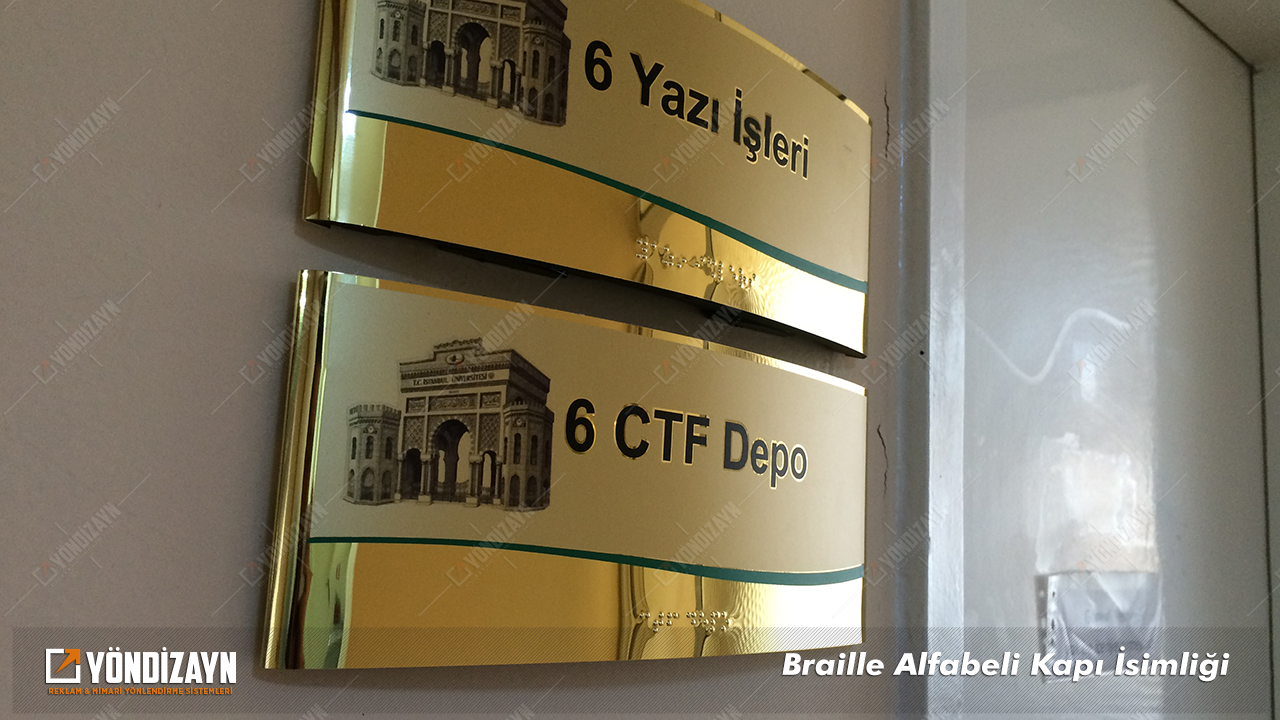 6 Yazı İşleri
T.C. İSTANBUL ÜNİVERSİTESİ
6 CTF Depo
YÖNDİZAYN
REKLAM & MİMARİ YÖNLENDİRME SİSTEMLERİ
Braille Alfabeli Kapı İsimliği